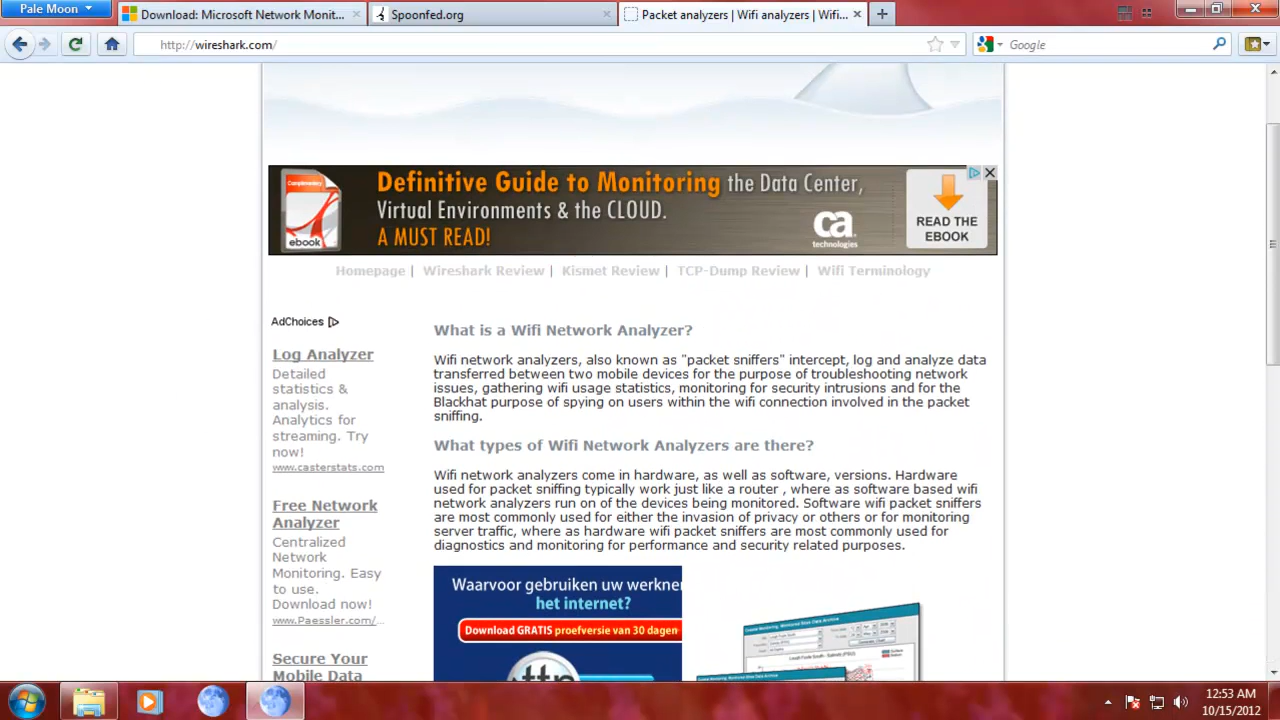 Pale Moon
Download: Microsoft Network Monit...
Spoonfed.org
Packet analyzers | Wifi analyzers | Wifi...
http://wireshark.com/
Google
Complimentary
ebook
Definitive Guide to Monitoring the Data Center,
Virtual Environments & the CLOUD.
A MUST READ!
ca
technologies
READ THE
EBOOK
Homepage | Wireshark Review | Kismet Review | TCP-Dump Review | Wifi Terminology
AdChoices
Log Analyzer
Detailed
statistics &
analysis.
Analytics for
streaming. Try
now!
www.casterstats.com
Free Network
Analyzer
Centralized
Network
Monitoring. Easy
to use.
Download now!
www.Paessler.com/...
Secure Your
Mobile Data
What is a Wifi Network Analyzer?
Wifi network analyzers, also known as "packet sniffers" intercept, log and analyze data
transferred between two mobile devices for the purpose of troubleshooting network
issues, gathering wifi usage statistics, monitoring for security intrusions and for the
Blackhat purpose of spying on users within the wifi connection involved in the packet
sniffing.
What types of Wifi Network Analyzers are there?
Wifi network analyzers come in hardware, as well as software, versions. Hardware
used for packet sniffing typically work just like a router , where as software based wifi
network analyzers run on of the devices being monitored. Software wifi packet sniffers
are most commonly used for either the invasion of privacy or others or for monitoring
server traffic, where as hardware wifi packet sniffers are most commonly used for
diagnostics and monitoring for performance and security related purposes.
Waarvoor gebruiken uw werkne
het internet?
Download GRATIS proefversie van 30 dagen
12:53 AM
10/15/2012